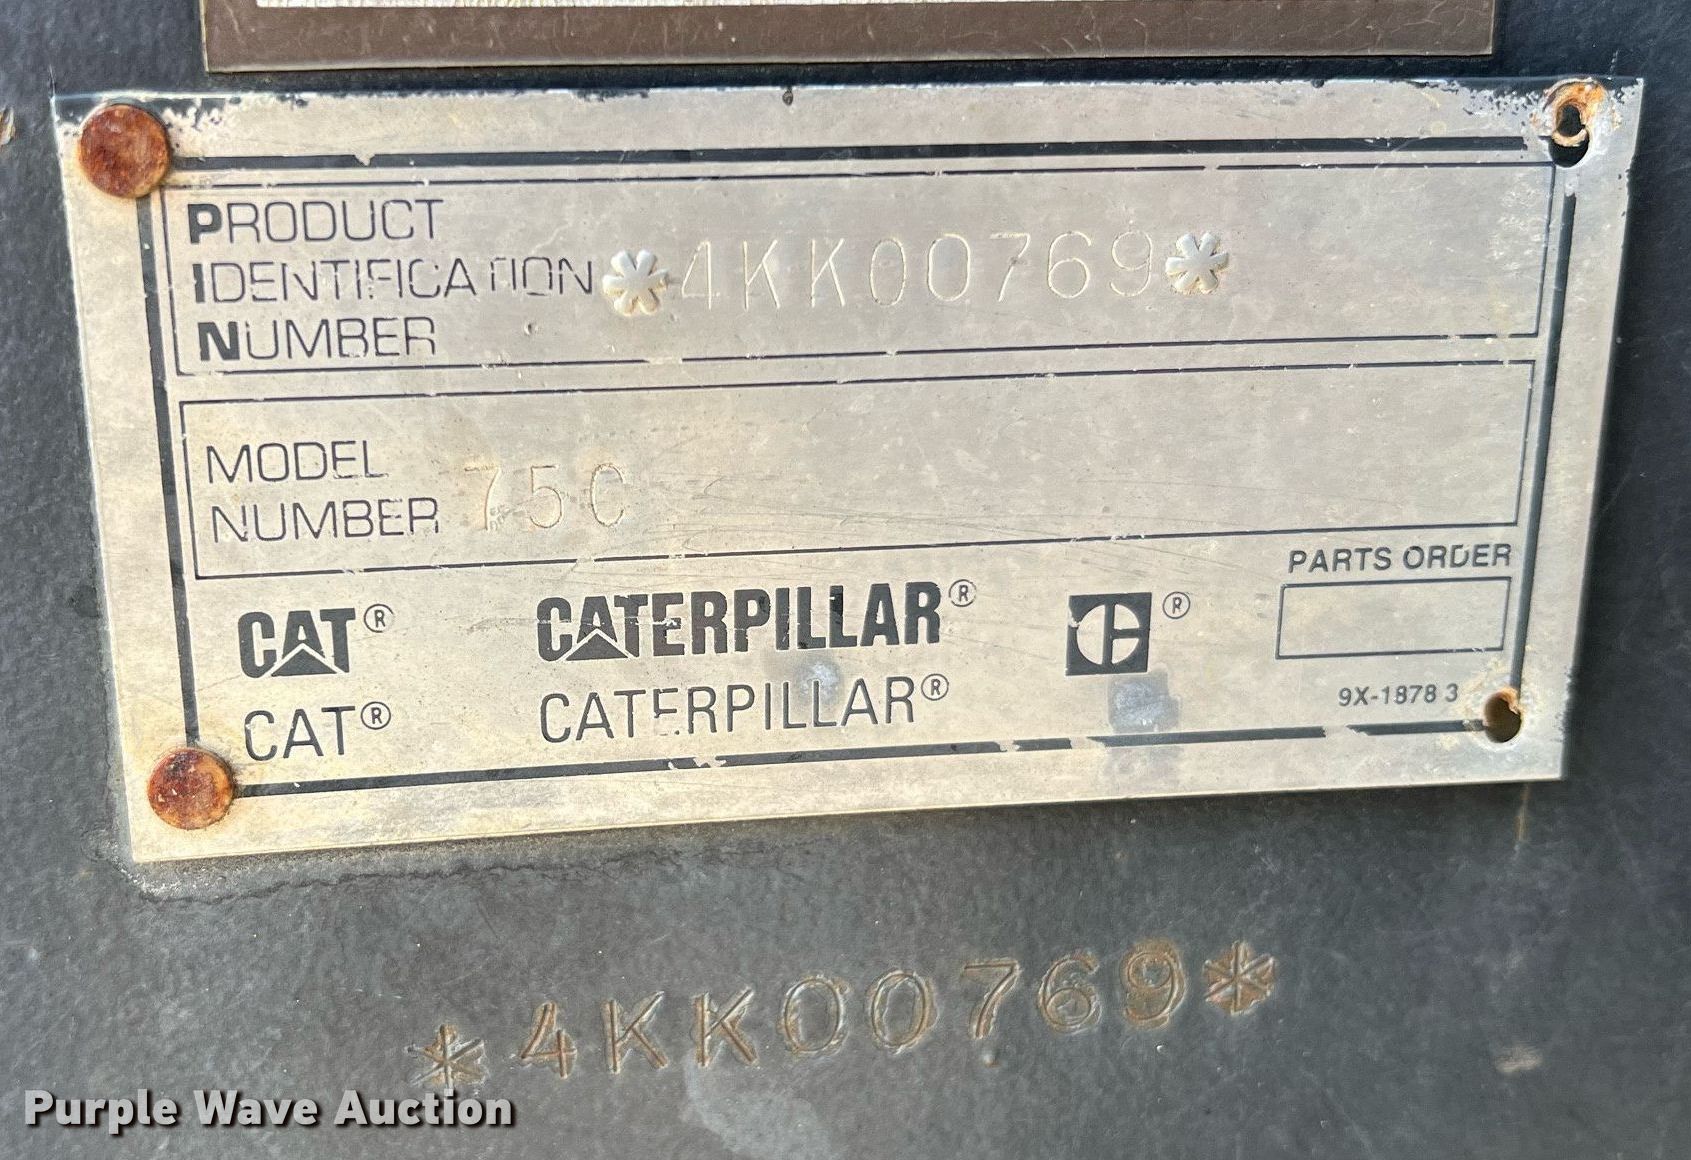 PRODUCT
IDENTIFICATION *4KK00769*
NUMBER
MODEL
NUMBER 75C
PARTS ORDER
CAT® CATERPILLAR® ®
CAT® CATERPILLAR® 9X-1878 3
*4KK00769*
Purple Wave Auction